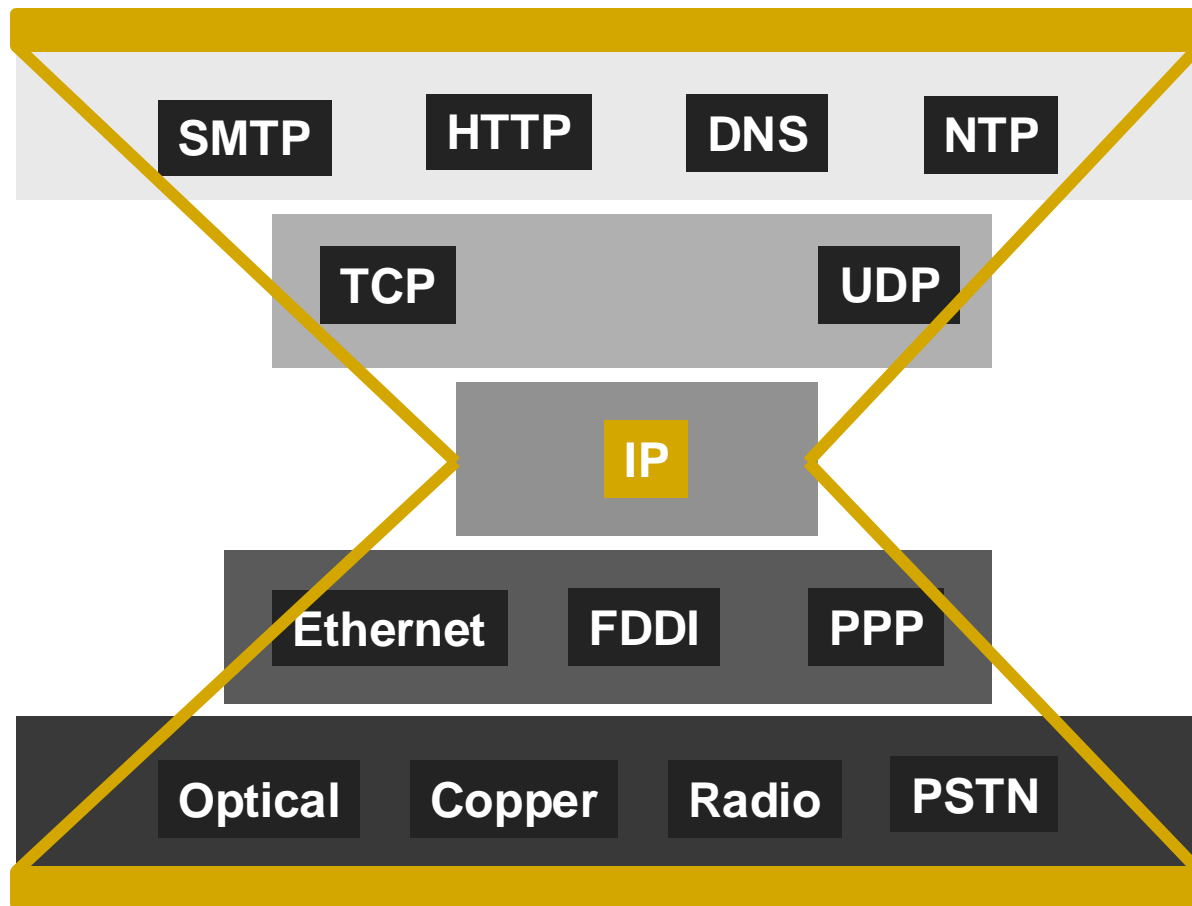 SMTP HTTP DNS NTP
TCP UDP
IP
Ethernet FDDI PPP
Optical Copper Radio PSTN